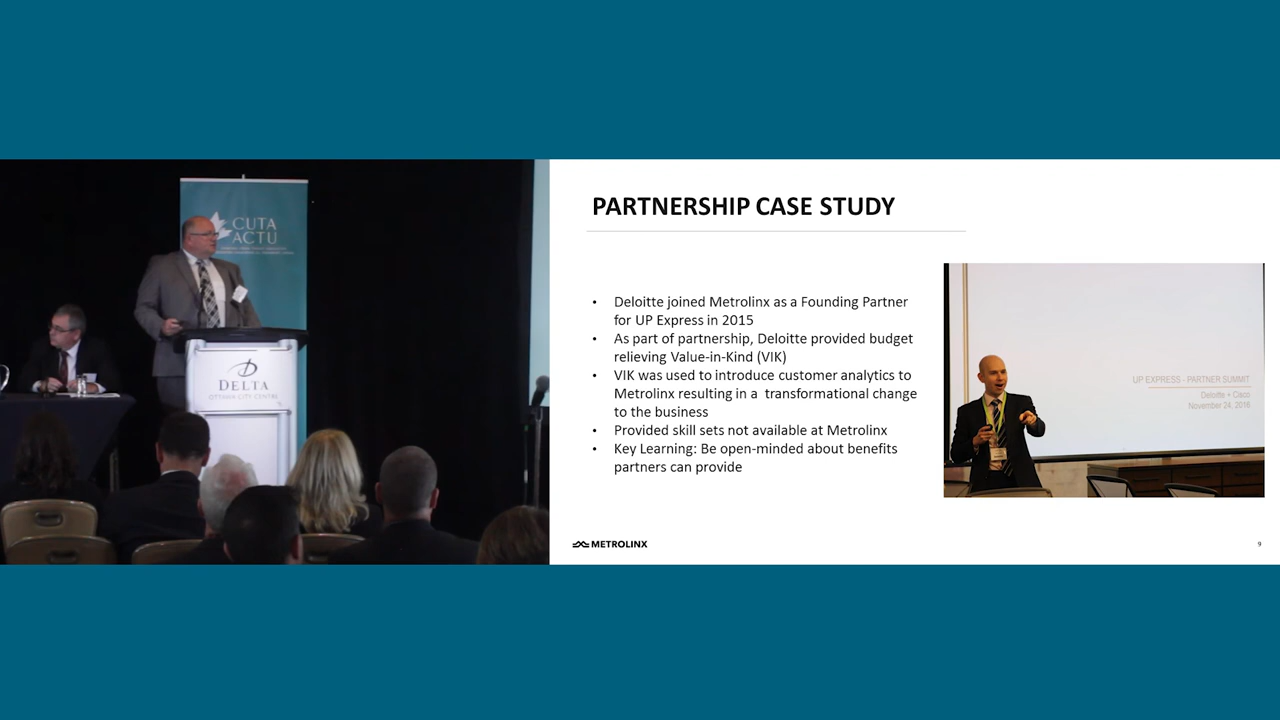 CUTA
ACTU
DELTA
OTTAWA CITY CENTRE
PARTNERSHIP CASE STUDY
• Deloitte joined Metrolinx as a Founding Partner
for UP Express in 2015
• As part of partnership, Deloitte provided budget
relieving Value-in-Kind (VIK)
• VIK was used to introduce customer analytics to
Metrolinx resulting in a transformational change
to the business
• Provided skill sets not available at Metrolinx
• Key Learning: Be open-minded about benefits
partners can provide
UP EXPRESS - PARTNER SUMMIT
Deloitte + Cisco
November 24, 2016
METROLINX
9